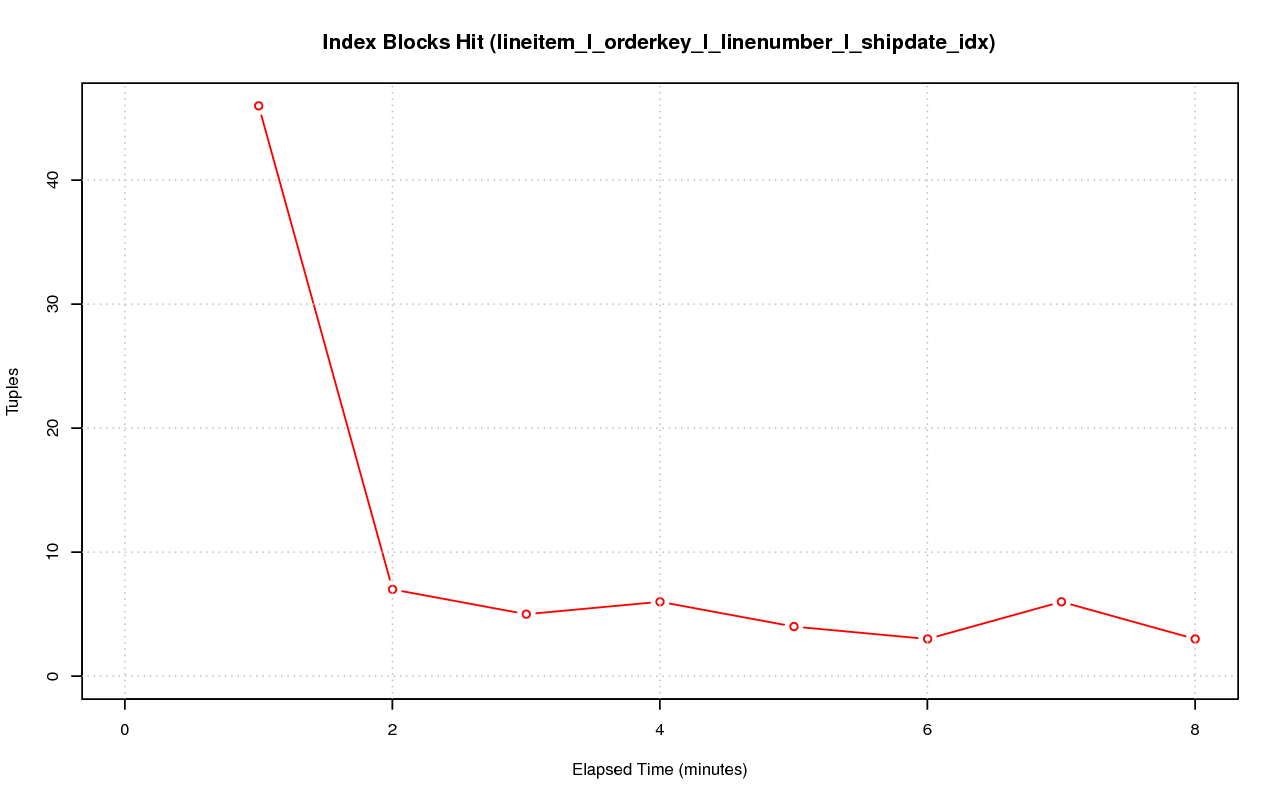 Index Blocks Hit (lineitem_l_orderkey_l_linenumber_l_shipdate_idx)
Tuples
40
30
20
10
0
0 2 4 6 8
Elapsed Time (minutes)